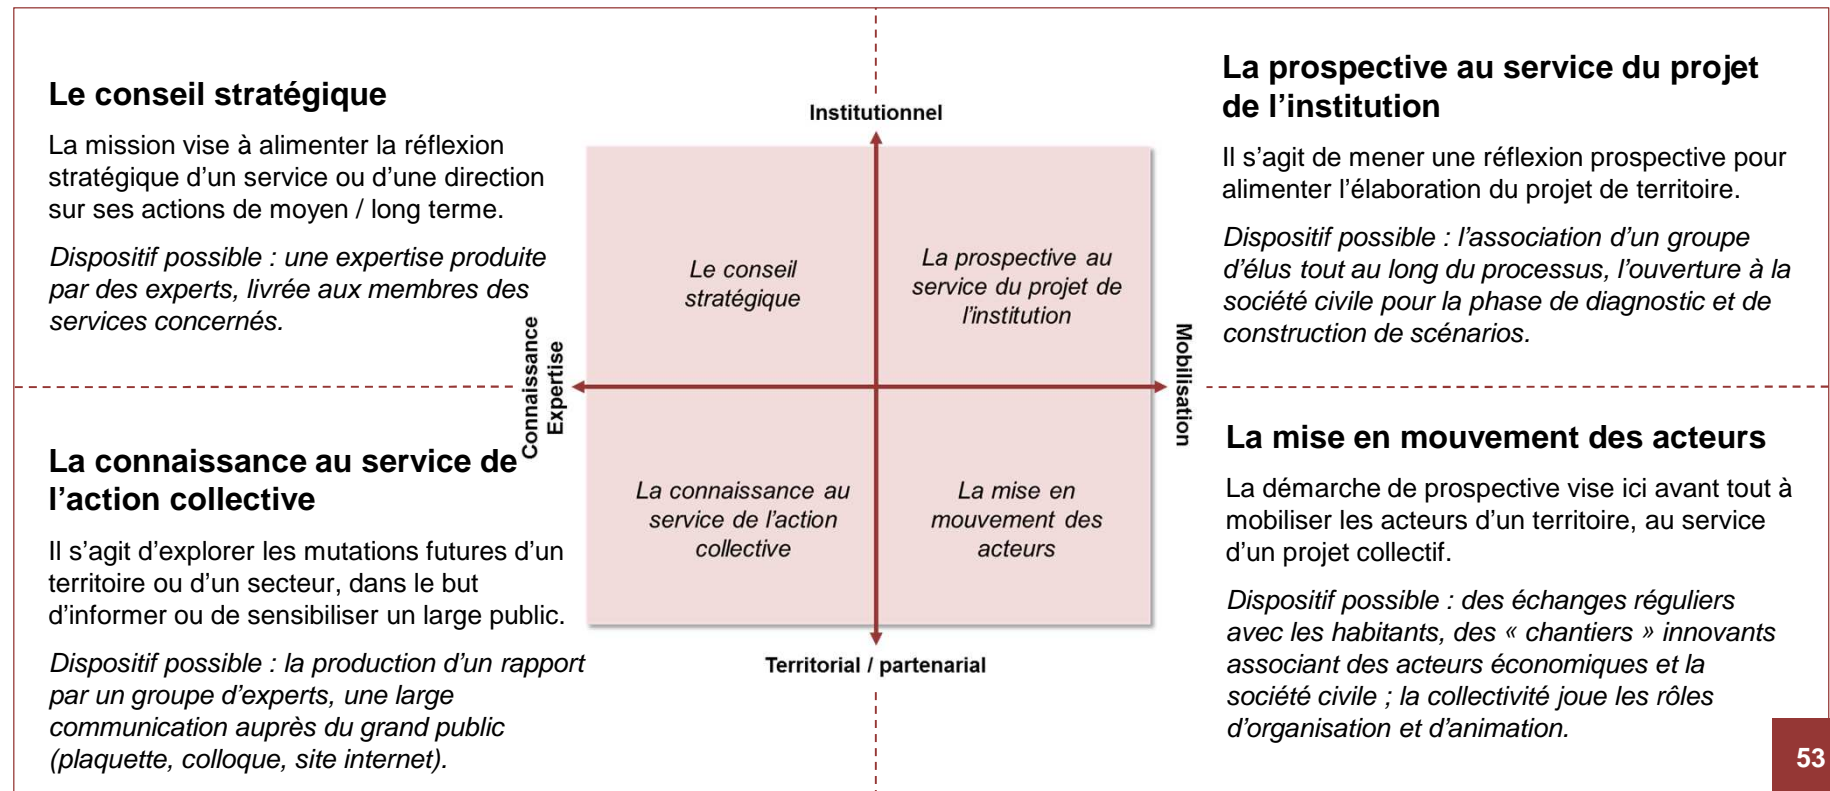 Le conseil stratégique
La mission vise à alimenter la réflexion
stratégique d’un service ou d’une direction
sur ses actions de moyen / long terme.
Dispositif possible : une expertise produite
par des experts, livrée aux membres des
services concernés.
La prospective au service du projet
de l’institution
Il s’agit de mener une réflexion prospective pour
alimenter l’élaboration du projet de territoire.
Dispositif possible : l’association d’un groupe
d’élus tout au long du processus, l’ouverture à la
société civile pour la phase de diagnostic et de
construction de scénarios.
Institutionnel
Le conseil
stratégique
La prospective au
service du projet de
l’institution
Connaissance
Expertise
Mobilisation
La connaissance au
service de l’action
collective
La mise en
mouvement des
acteurs
Territorial / partenarial
La connaissance au service de
l’action collective
Il s’agit d’explorer les mutations futures d’un
territoire ou d’un secteur, dans le but
d’informer ou de sensibiliser un large public.
Dispositif possible : la production d’un rapport
par un groupe d’experts, une large
communication auprès du grand public
(plaquette, colloque, site internet).
La mise en mouvement des acteurs
La démarche de prospective vise ici avant tout à
mobiliser les acteurs d’un territoire, au service
d’un projet collectif.
Dispositif possible : des échanges réguliers
avec les habitants, des « chantiers » innovants
associant des acteurs économiques et la
société civile ; la collectivité joue les rôles
d’organisation et d’animation.
53